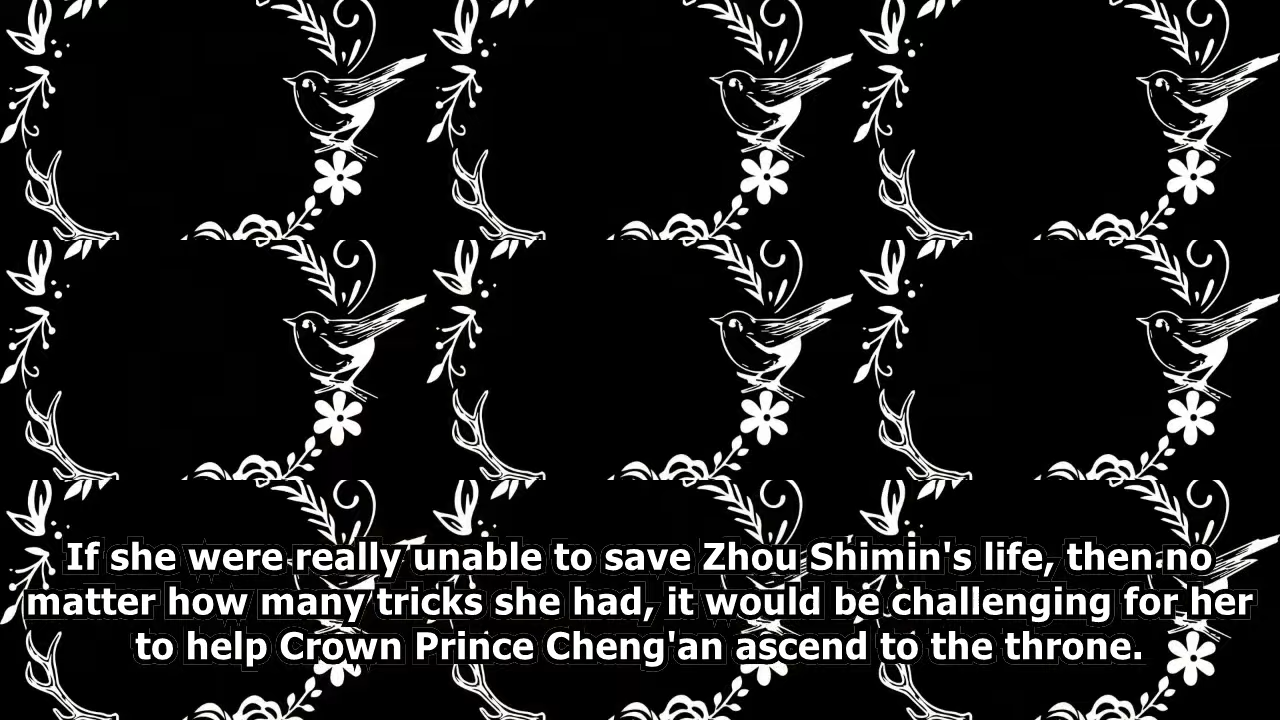 If she were really unable to save Zhou Shimin's life, then no
matter how many tricks she had, it would be challenging for her
to help Crown Prince Cheng'an ascend to the throne.